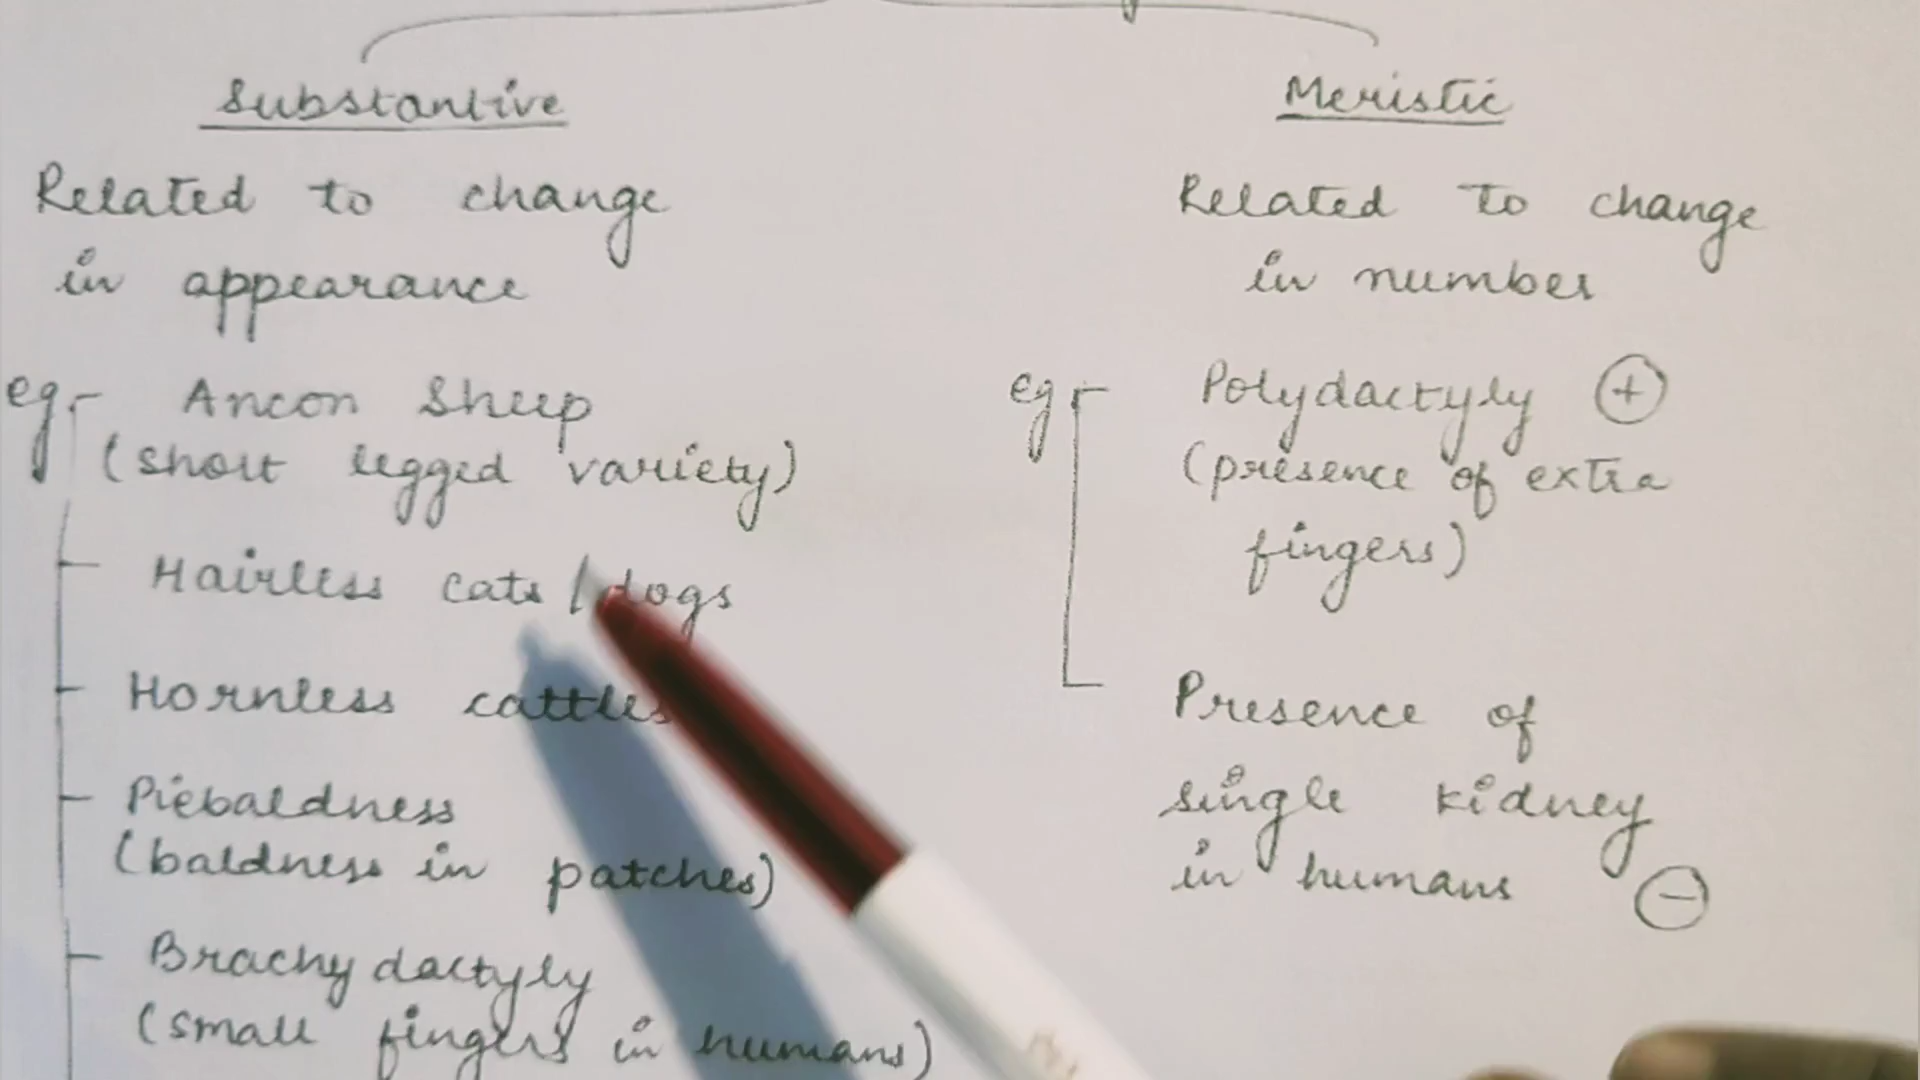 Substantive
Related to change
in appearance
eg Ancon Sheep
(short legged variety)
Hairless cats / dogs
Hornless cattles
Piebaldness
(baldness in patches)
Brachydactyly
(small fingers in humans)
Meristic
Related to change
in number
eg Polydactyly +
(presence of extra
fingers)
Presence of
single kidney
in humans −